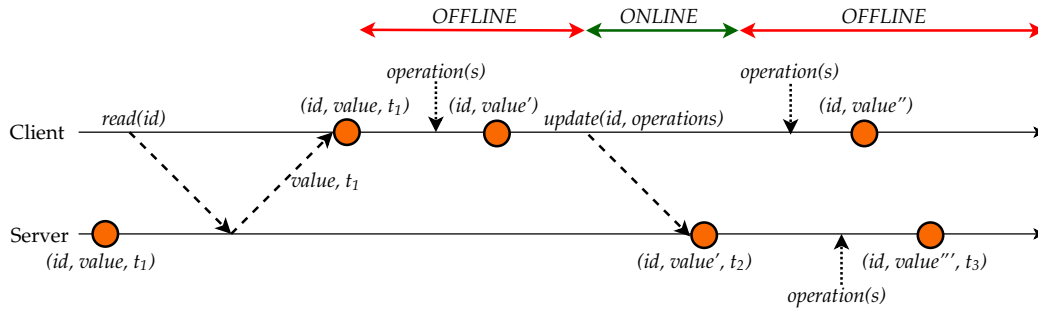 OFFLINE ONLINE OFFLINE
operation(s) operation(s)
(id, value, t₁) (id, value') (id, value'')
read(id) update(id, operations)
Client
value, t₁
Server
(id, value, t₁) (id, value', t₂) (id, value''', t₃)
operation(s)